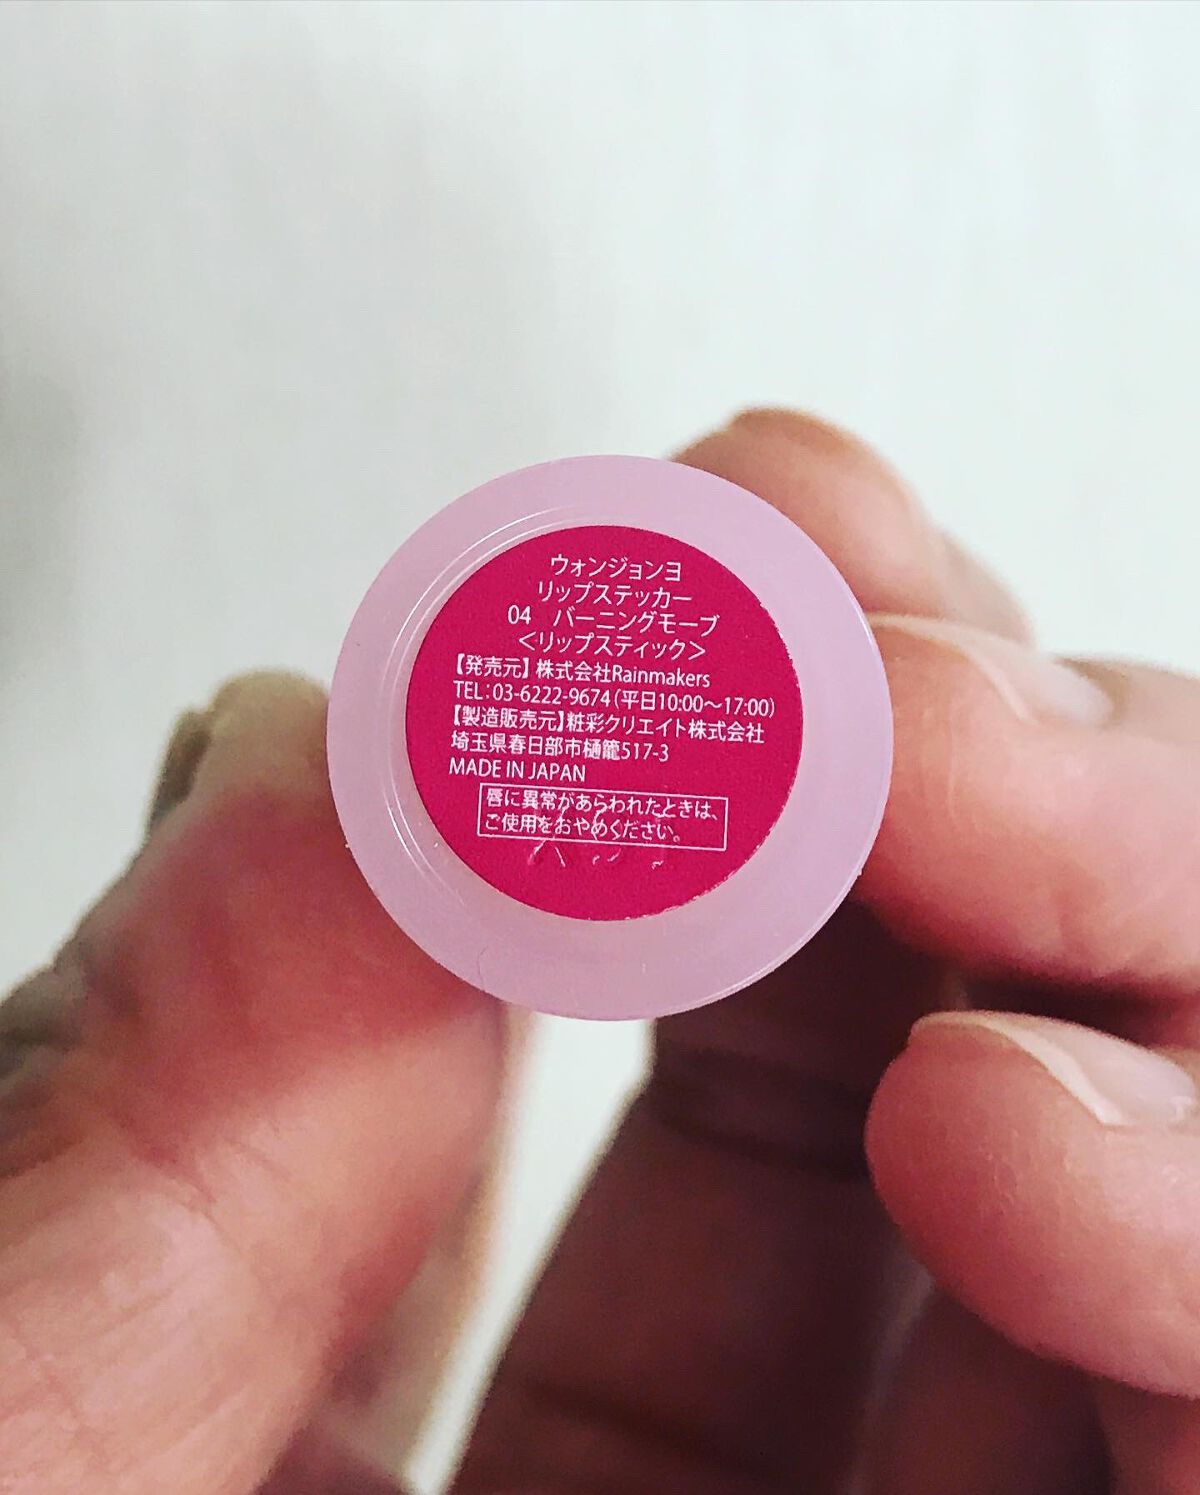 ウォンジョンヨ
リップステッカー
04 バーニングモーブ
＜リップスティック＞
【発売元】株式会社Rainmakers
TEL：03-6222-9674（平日10:00～17:00）
【製造販売元】粧彩クリエイト株式会社
埼玉県春日部市樋籠517-3
MADE IN JAPAN
唇に異常があらわれたときは、
ご使用をおやめください。